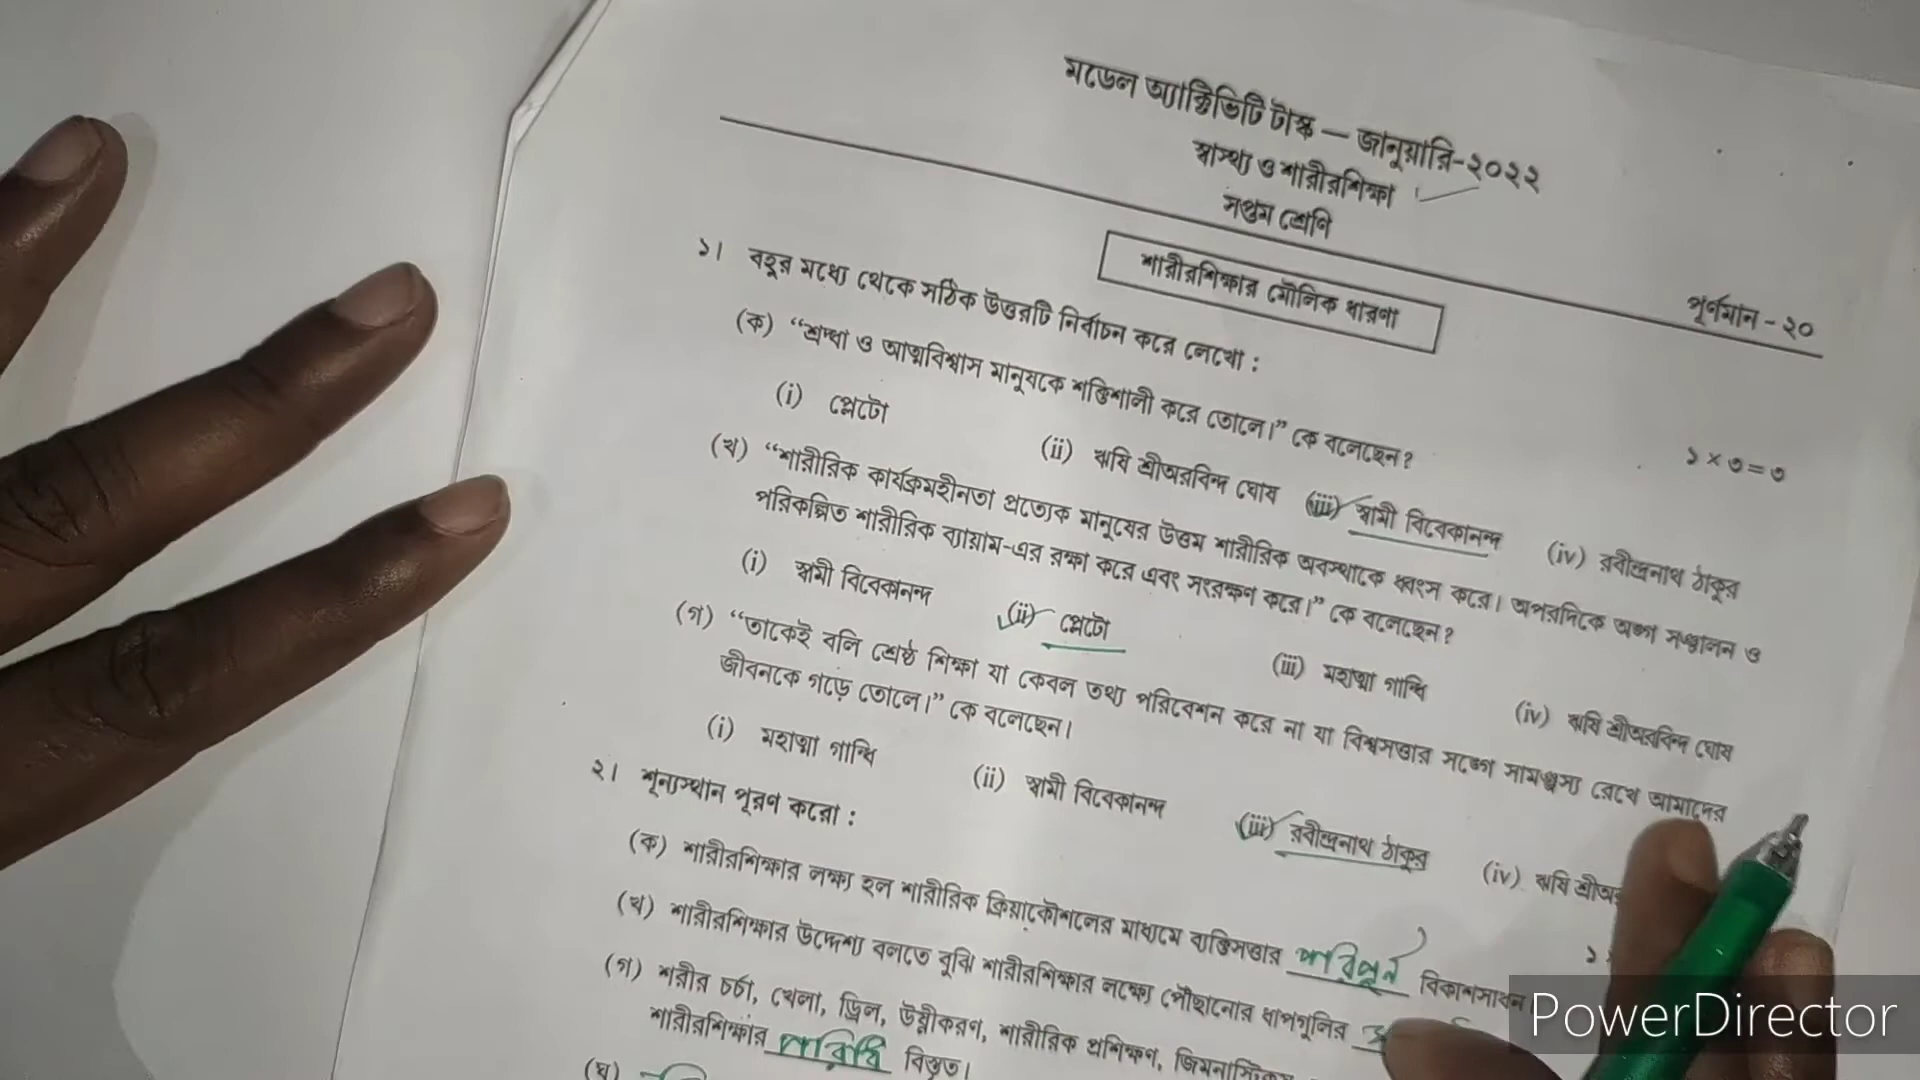 মডেল অ্যাক্টিভিটি টাস্ক — জানুয়ারি-২০২২
স্বাস্থ্য ও শারীরশিক্ষা
সপ্তম শ্রেণি
শারীরশিক্ষার মৌলিক ধারণা
পূর্ণমান - ২০
১। বহুর মধ্যে থেকে সঠিক উত্তরটি নির্বাচন করে লেখো :
১ × ৩ = ৩
(ক) “শ্রদ্ধা ও আত্মবিশ্বাস মানুষকে শক্তিশালী করে তোলে।” কে বলেছেন?
(i) প্লেটো (ii) ঋষি শ্রীঅরবিন্দ ঘোষ (iii) স্বামী বিবেকানন্দ (iv) রবীন্দ্রনাথ ঠাকুর
(খ) “শারীরিক কার্যক্রমহীনতা প্রত্যেক মানুষের উত্তম শারীরিক অবস্থাকে ধ্বংস করে। অপরদিকে অঙ্গ সঞ্চালন ও
পরিকল্পিত শারীরিক ব্যায়াম-এর রক্ষা করে এবং সংরক্ষণ করে।” কে বলেছেন?
(i) স্বামী বিবেকানন্দ (ii) প্লেটো (iii) মহাত্মা গান্ধি (iv) ঋষি শ্রীঅরবিন্দ ঘোষ
(গ) “তাকেই বলি শ্রেষ্ঠ শিক্ষা যা কেবল তথ্য পরিবেশন করে না যা বিশ্বসত্তার সঙ্গে সামঞ্জস্য রেখে আমাদের
জীবনকে গড়ে তোলে।” কে বলেছেন।
(i) মহাত্মা গান্ধি (ii) স্বামী বিবেকানন্দ (iii) রবীন্দ্রনাথ ঠাকুর (iv) ঋষি
২। শূন্যস্থান পূরণ করো :
(ক) শারীরশিক্ষার লক্ষ্য হল শারীরিক ক্রিয়াকৌশলের মাধ্যমে ব্যক্তিসত্তার পরিপূর্ন বিকাশসাধন
(খ) শারীরশিক্ষার উদ্দেশ্য বলতে বুঝি শারীরশিক্ষার লক্ষ্যে পৌঁছানোর ধাপগুলির
(গ) শরীর চর্চা, খেলা, ড্রিল, উষ্ণীকরণ, শারীরিক প্রশিক্ষণ,
শারীরশিক্ষার পরিধি বিস্তৃত।
(ঘ)
PowerDirector